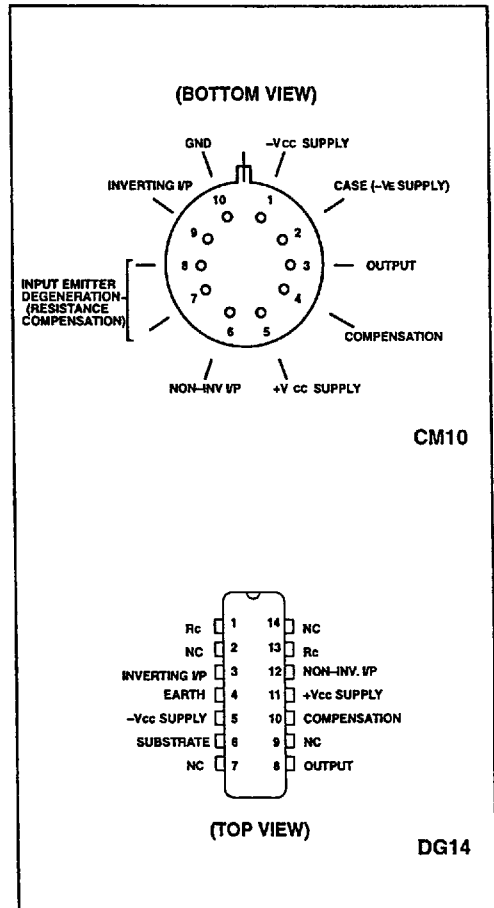 (BOTTOM VIEW)
GND
–VCC SUPPLY
INVERTING I/P
CASE (–VE SUPPLY)
10 1
9 2
8 3
7 4
6 5
OUTPUT
INPUT EMITTER
DEGENERATION–
(RESISTANCE
COMPENSATION)
COMPENSATION
NON–INV I/P
+V CC SUPPLY
CM10
Rc 1 14 NC
NC 2 13 Rc
INVERTING I/P 3 12 NON–INV. I/P
EARTH 4 11 +Vcc SUPPLY
–Vcc SUPPLY 5 10 COMPENSATION
SUBSTRATE 6 9 NC
NC 7 8 OUTPUT
(TOP VIEW)
DG14